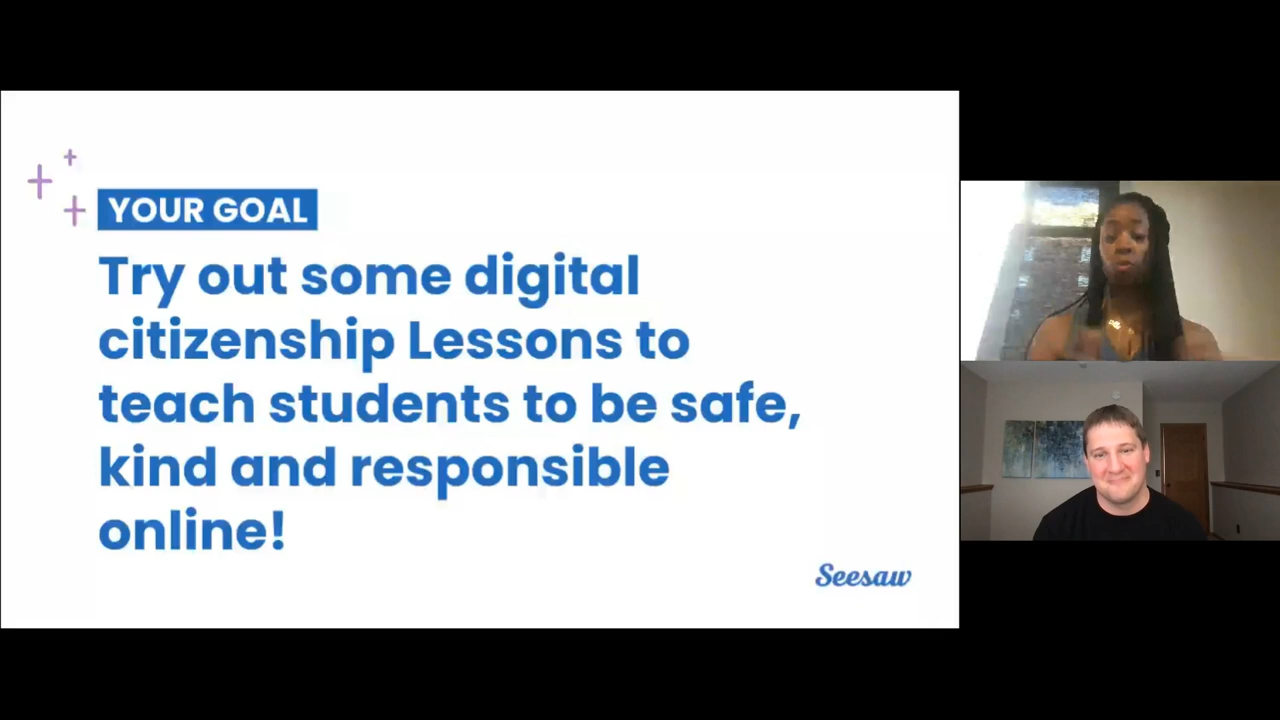 YOUR GOAL
Try out some digital
citizenship Lessons to
teach students to be safe,
kind and responsible
online!
Seesaw